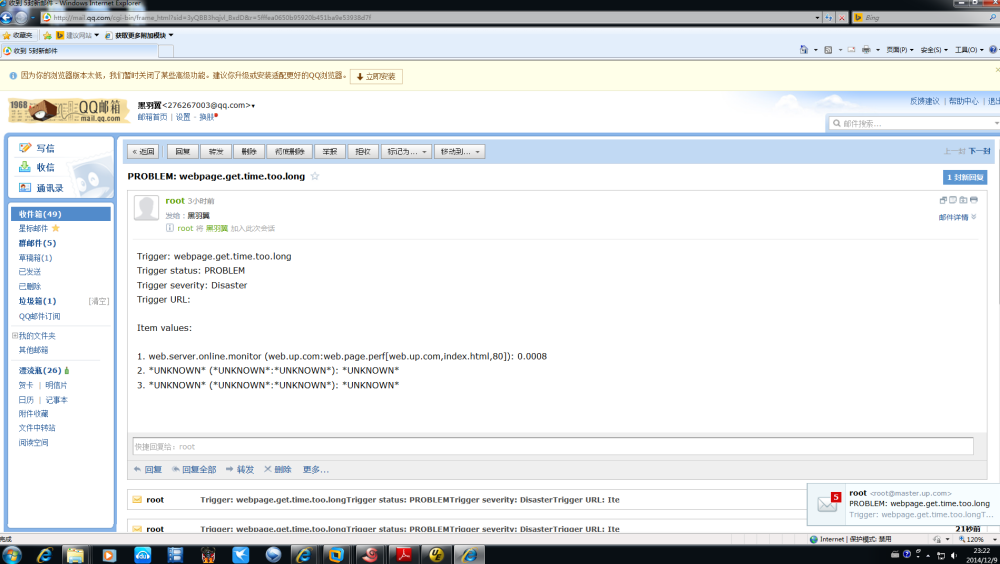 收到 5封新邮件 - Windows Internet Explorer
http://mail.qq.com/cgi-bin/frame_html?sid=
Bing
收藏夹 建议网站 获取更多附加模块
收到 5封新邮件
页面(P) 安全(S) 工具(O)
因为你的浏览器版本太低，我们暂时关闭了某些高级功能。建议你升级或安装适配更好的QQ浏览器。 立即安装
1968 QQ邮箱 mail.qq.com
黑羽翼<276267003@qq.com>
邮箱首页 | 设置 - 换肤
反馈建议 | 帮助中心 | 退出
邮件搜索...
写信
收信
通讯录
收件箱(49)
星标邮件
群邮件(5)
草稿箱(1)
已发送
已删除
垃圾箱(1) [清空]
QQ邮件订阅
我的文件夹
其他邮箱
漂流瓶(26)
贺卡 | 明信片
日历 | 记事本
附件收藏
文件中转站
阅读空间
« 返回 回复 转发 删除 彻底删除 举报 拒收 标记为... 移动到...
上一封 下一封
PROBLEM: webpage.get.time.too.long
1 封新回复
root 3小时前
发给：黑羽翼
root 将 黑羽翼 加入此次会话
邮件详情
Trigger: webpage.get.time.too.long
Trigger status: PROBLEM
Trigger severity: Disaster
Trigger URL:
Item values:
1. web.server.online.monitor (web.up.com:web.page.perf[web.up.com,index.html,80]): 0.0008
2. *UNKNOWN* (*UNKNOWN*:*UNKNOWN*): *UNKNOWN*
3. *UNKNOWN* (*UNKNOWN*:*UNKNOWN*): *UNKNOWN*
快捷回复给：root
回复 回复全部 转发 删除 更多...
root Trigger: webpage.get.time.too.longTrigger status: PROBLEMTrigger severity: DisasterTrigger URL: Ite
root Trigger: webpage.get.time.too.longTrigger status: PROBLEMTrigger severity: DisasterTrigger URL: Ite
21秒前
5
root <root@master.up.com>
PROBLEM: webpage.get.time.too.long
Trigger: webpage.get.time.too.longT...
完成
Internet | 保护模式: 禁用
120%
23:22
2014/12/9